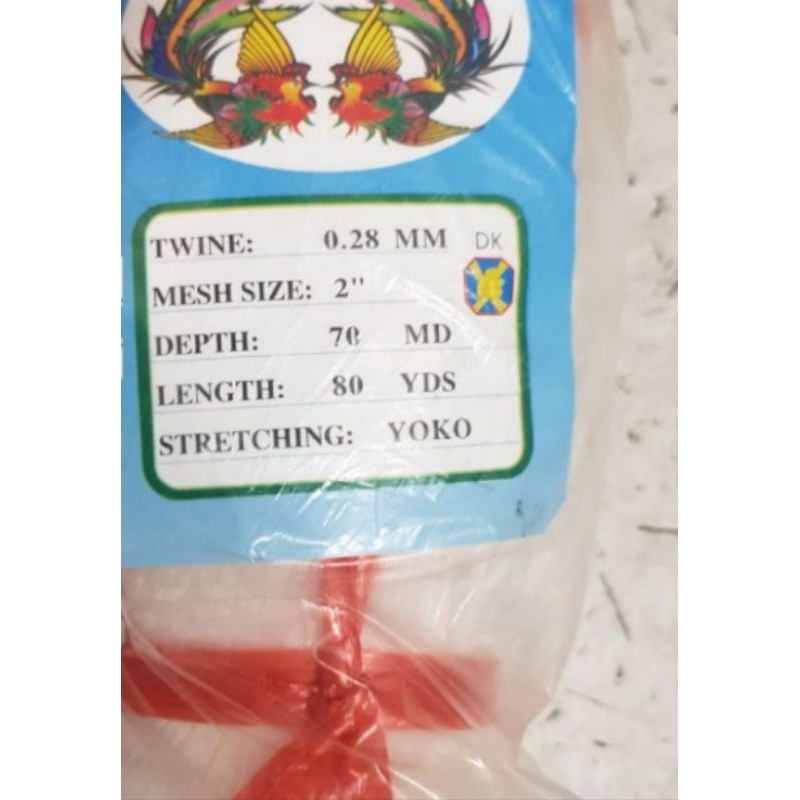 TWINE: 0.28 MM DK
MESH SIZE: 2"
DEPTH: 70 MD
LENGTH: 80 YDS
STRETCHING: YOKO